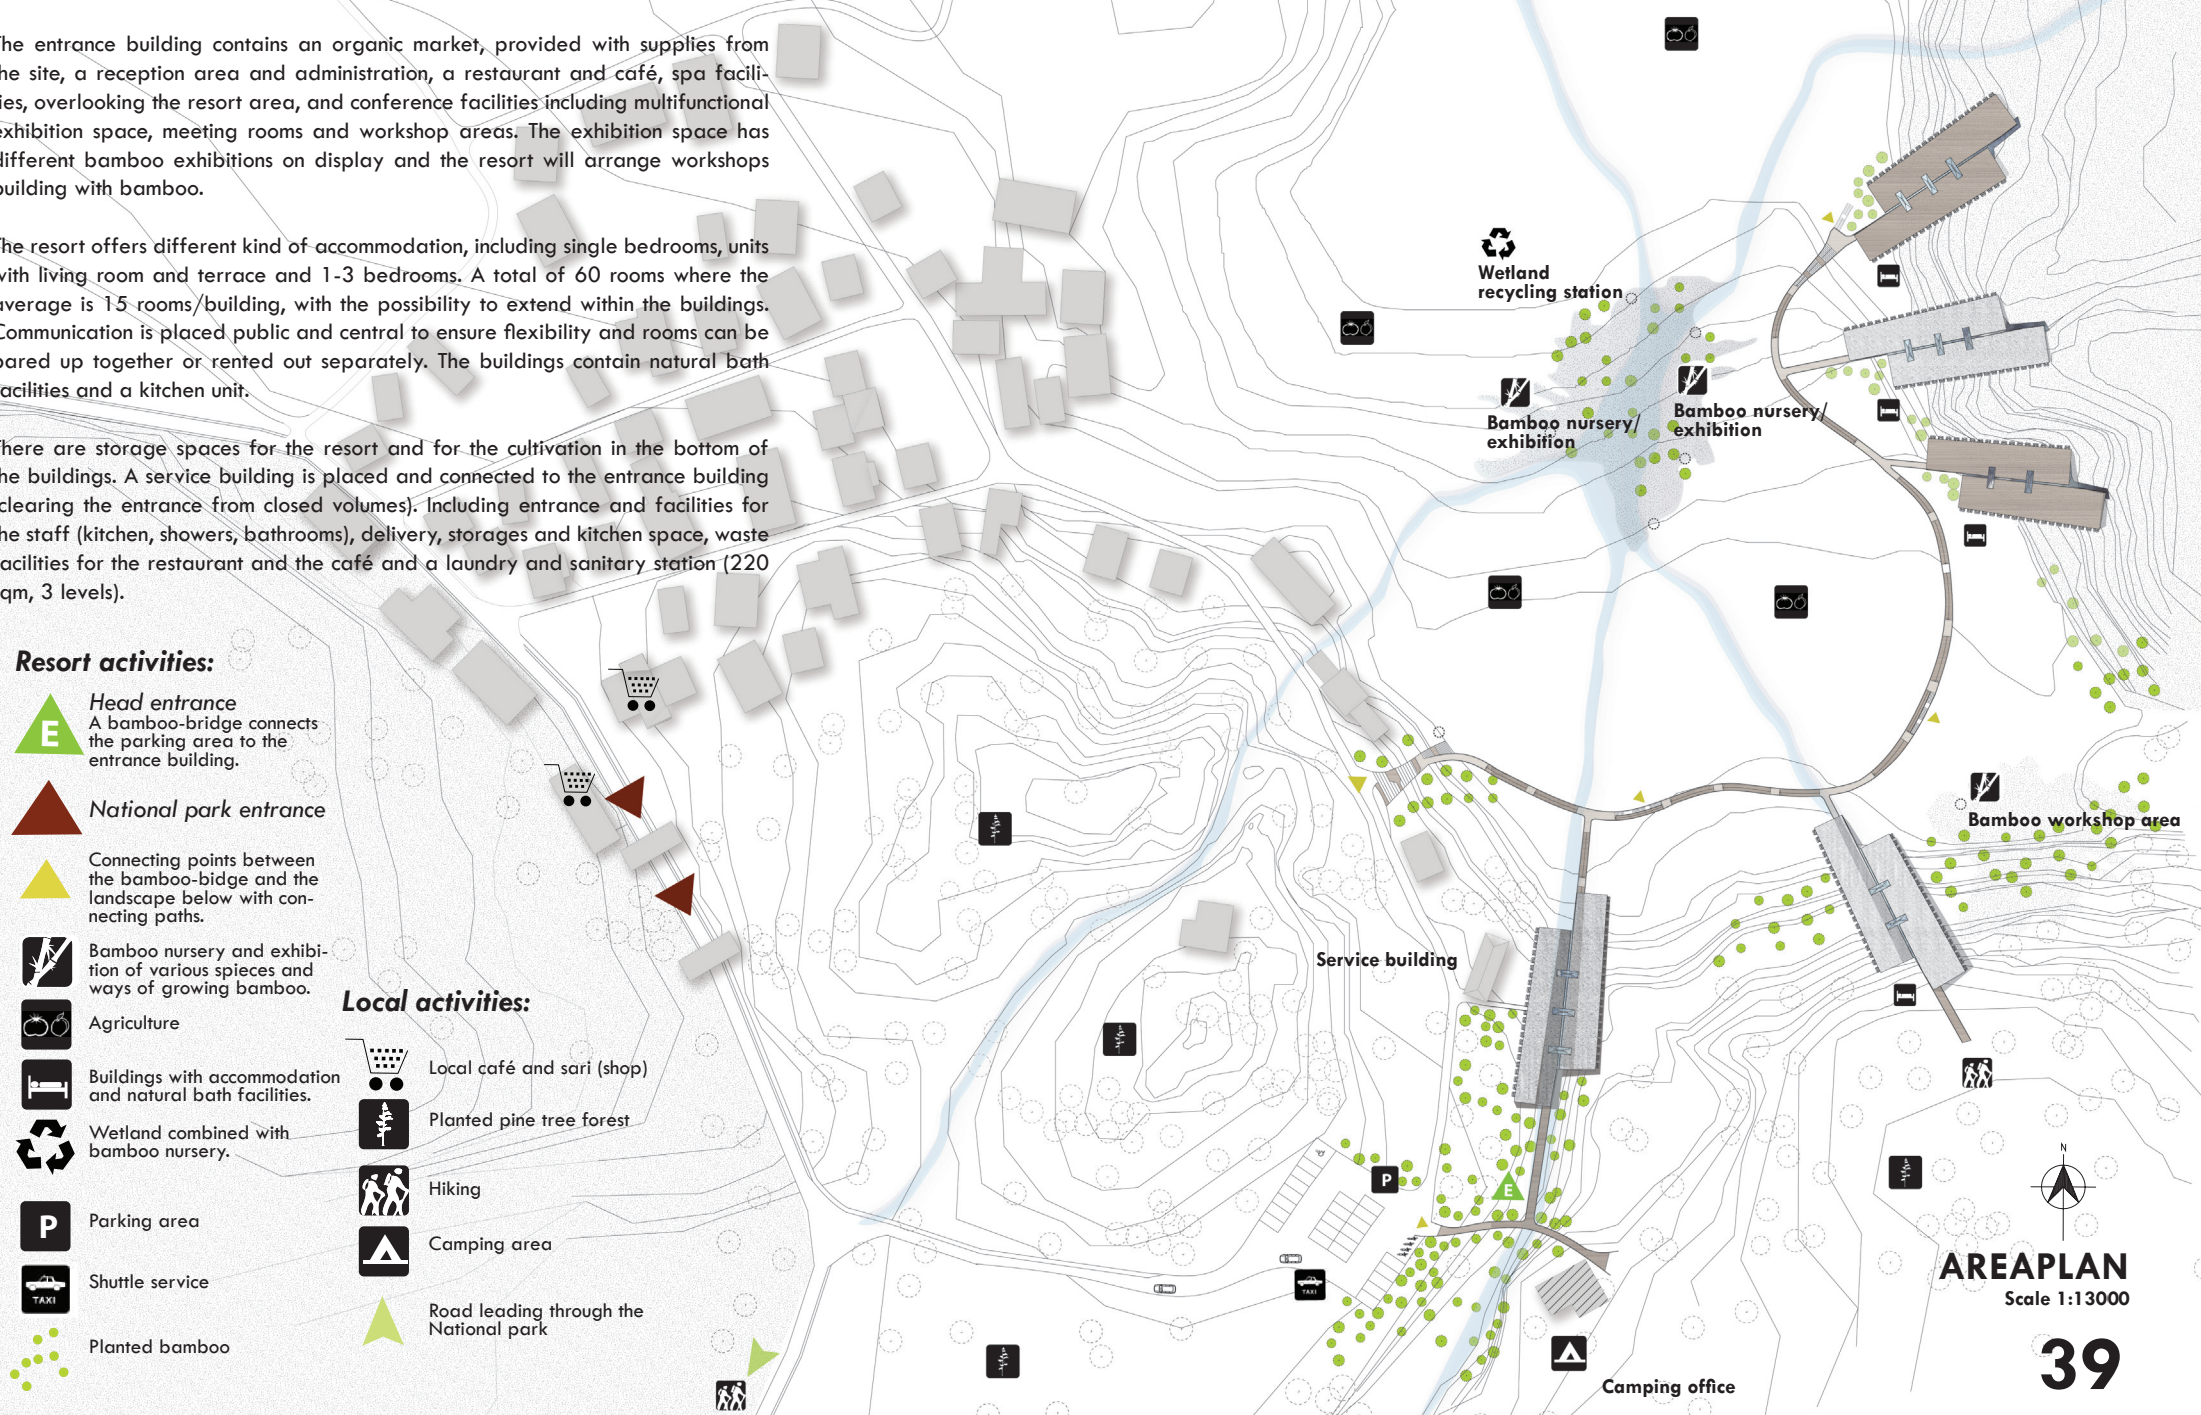 The entrance building contains an organic market, provided with supplies from
the site, a reception area and administration, a restaurant and café, spa facili-
ties, overlooking the resort area, and conference facilities including multifunctional
exhibition space, meeting rooms and workshop areas. The exhibition space has
different bamboo exhibitions on display and the resort will arrange workshops
building with bamboo.
The resort offers different kind of accommodation, including single bedrooms, units
with living room and terrace and 1-3 bedrooms. A total of 60 rooms where the
average is 15 rooms/building, with the possibility to extend within the buildings.
Communication is placed public and central to ensure flexibility and rooms can be
pared up together or rented out separately. The buildings contain natural bath
facilities and a kitchen unit.
There are storage spaces for the resort and for the cultivation in the bottom of
the buildings. A service building is placed and connected to the entrance building
(clearing the entrance from closed volumes). Including entrance and facilities for
the staff (kitchen, showers, bathrooms), delivery, storages and kitchen space, waste
facilities for the restaurant and the café and a laundry and sanitary station (220
sqm, 3 levels).
Resort activities:
E
Head entrance
A bamboo-bridge connects
the parking area to the
entrance building.
National park entrance
Connecting points between
the bamboo-bidge and the
landscape below with con-
necting paths.
Bamboo nursery and exhibi-
tion of various spieces and
ways of growing bamboo.
Agriculture
Buildings with accommodation
and natural bath facilities.
Wetland combined with
bamboo nursery.
P
Parking area
TAXI
Shuttle service
Planted bamboo
Local activities:
Local café and sari (shop)
Planted pine tree forest
Hiking
Camping area
Road leading through the
National park
Wetland
recycling station
Bamboo nursery/
exhibition
Bamboo nursery/
exhibition
Bamboo workshop area
Service building
P
E
TAXI
Camping office
N
AREAPLAN
Scale 1:13000
39